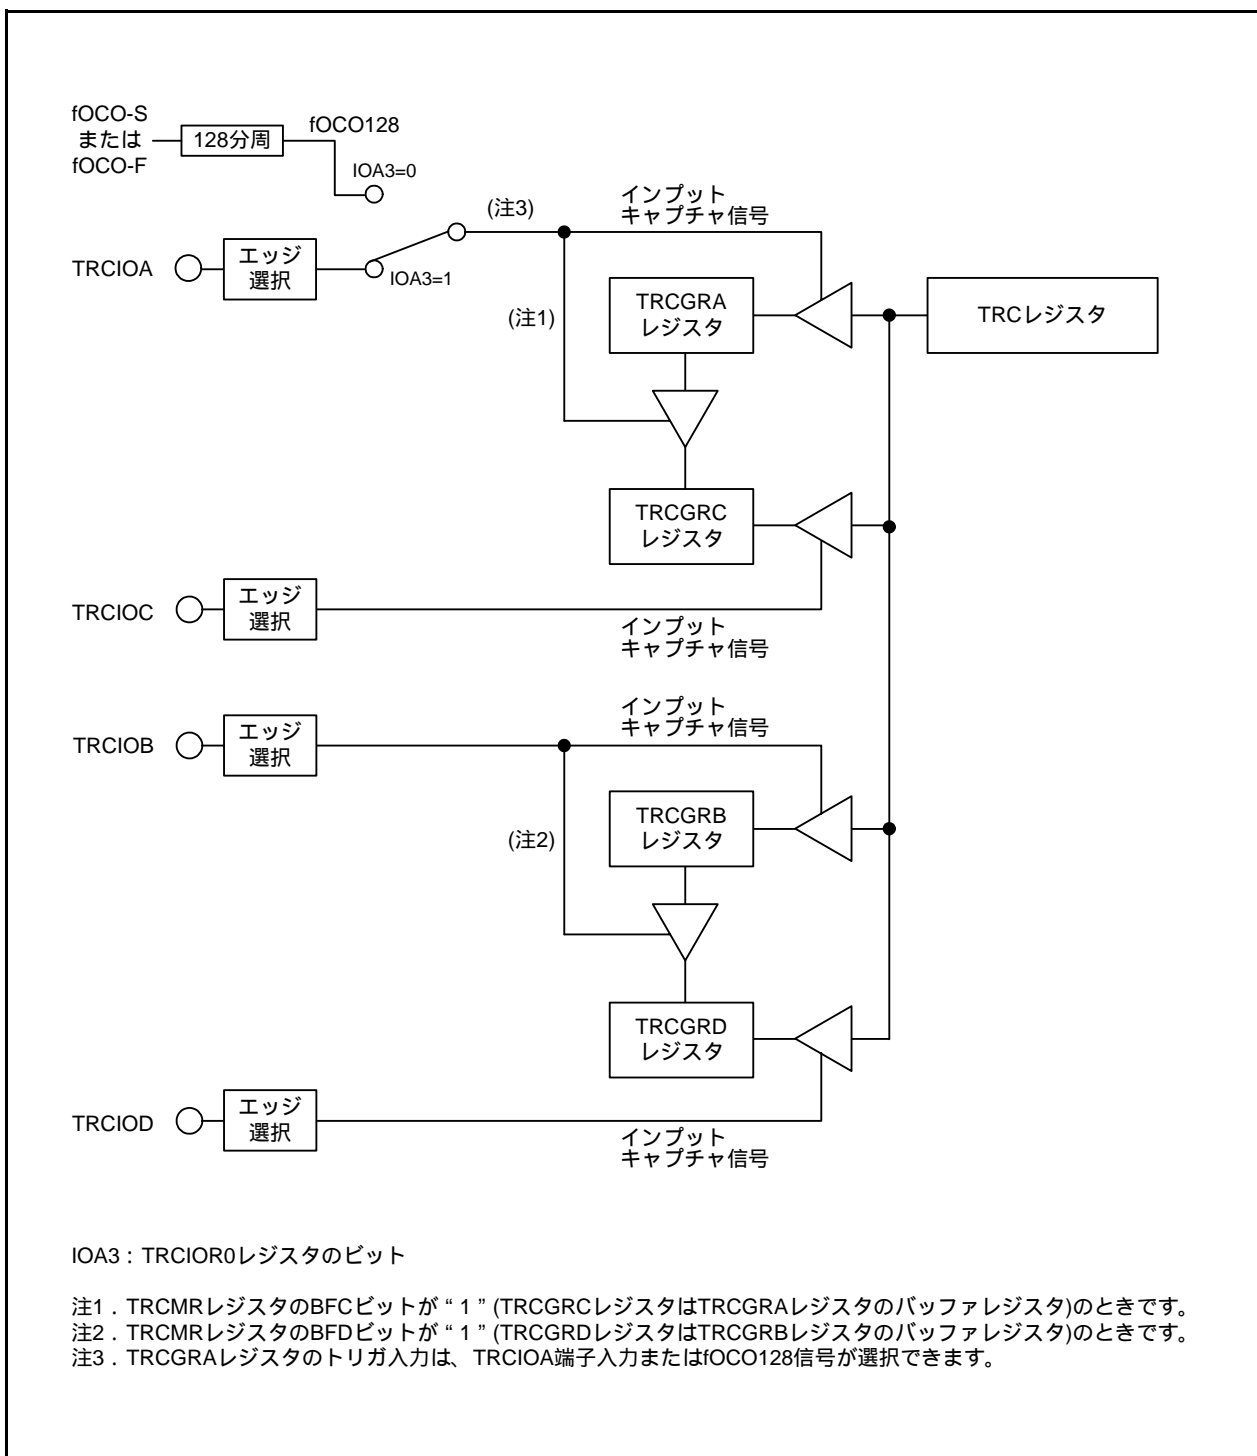 fOCO-S
または
fOCO-F
128分周
fOCO128
IOA3=0
TRCIOA
エッジ
選択
IOA3=1
(注3)
インプット
キャプチャ信号
(注1)
TRCGRA
レジスタ
TRCレジスタ
TRCGRC
レジスタ
TRCIOC
エッジ
選択
インプット
キャプチャ信号
TRCIOB
エッジ
選択
インプット
キャプチャ信号
(注2)
TRCGRB
レジスタ
TRCGRD
レジスタ
TRCIOD
エッジ
選択
インプット
キャプチャ信号
IOA3：TRCIOR0レジスタのビット
注1．TRCMRレジスタのBFCビットが“1”(TRCGRCレジスタはTRCGRAレジスタのバッファレジスタ)のときです。
注2．TRCMRレジスタのBFDビットが“1”(TRCGRDレジスタはTRCGRBレジスタのバッファレジスタ)のときです。
注3．TRCGRAレジスタのトリガ入力は、TRCIOA端子入力またはfOCO128信号が選択できます。